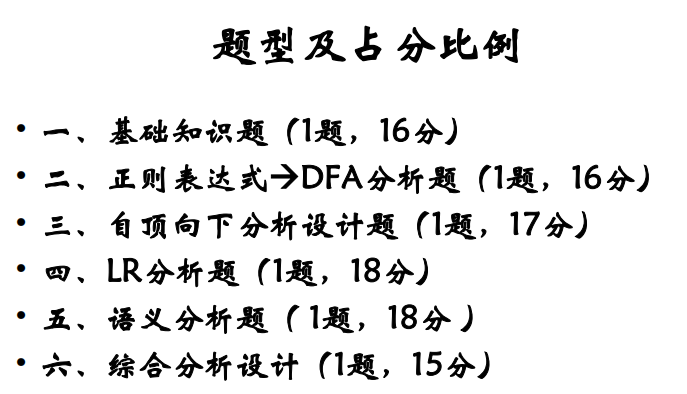 题型及占分比例
• 一、基础知识题（1题，16分）
• 二、正则表达式→DFA分析题（1题，16分）
• 三、自顶向下分析设计题（1题，17分）
• 四、LR分析题（1题，18分）
• 五、语义分析题（ 1题，18分 ）
• 六、综合分析设计（1题，15分）